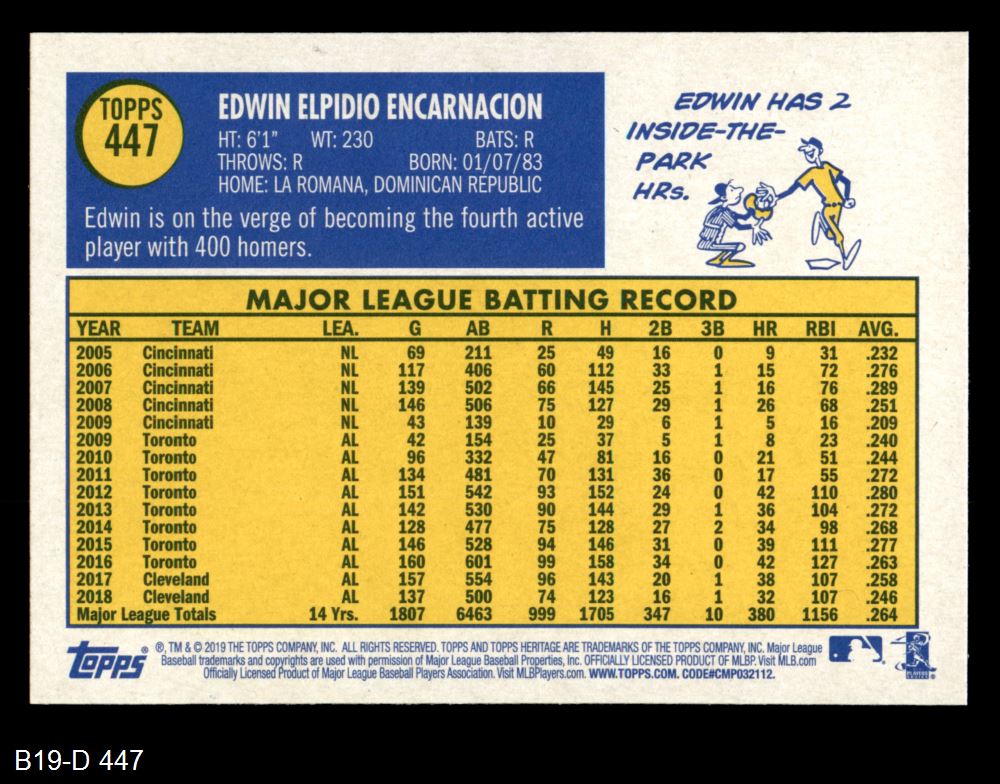 TOPPS
447
EDWIN ELPIDIO ENCARNACION
HT: 6'1" WT: 230 BATS: R
THROWS: R BORN: 01/07/83
HOME: LA ROMANA, DOMINICAN REPUBLIC
Edwin is on the verge of becoming the fourth active
player with 400 homers.
EDWIN HAS 2
INSIDE-THE-
PARK
HRs.
MAJOR LEAGUE BATTING RECORD
YEAR TEAM LEA. G AB R H 2B 3B HR RBI AVG.
2005 Cincinnati NL 69 211 25 49 16 0 9 31 .232
2006 Cincinnati NL 117 406 60 112 33 1 15 72 .276
2007 Cincinnati NL 139 502 66 145 25 1 16 76 .289
2008 Cincinnati NL 146 506 75 127 29 1 26 68 .251
2009 Cincinnati NL 43 139 10 29 6 1 5 16 .209
2009 Toronto AL 42 154 25 37 5 1 8 23 .240
2010 Toronto AL 96 332 47 81 16 0 21 51 .244
2011 Toronto AL 134 481 70 131 36 0 17 55 .272
2012 Toronto AL 151 542 93 152 24 0 42 110 .280
2013 Toronto AL 142 530 90 144 29 1 36 104 .272
2014 Toronto AL 128 477 75 128 27 2 34 98 .268
2015 Toronto AL 146 528 94 146 31 0 39 111 .277
2016 Toronto AL 160 601 99 158 34 0 42 127 .263
2017 Cleveland AL 157 554 96 143 20 1 38 107 .258
2018 Cleveland AL 137 500 74 123 16 1 32 107 .246
Major League Totals 14 Yrs. 1807 6463 999 1705 347 10 380 1156 .264
topps ®
®, TM & © 2019 THE TOPPS COMPANY, INC. ALL RIGHTS RESERVED. TOPPS AND TOPPS HERITAGE ARE TRADEMARKS OF THE TOPPS COMPANY, INC. Major League
Baseball trademarks and copyrights are used with permission of Major League Baseball Properties, Inc. OFFICIALLY LICENSED PRODUCT OF MLBP. Visit MLB.com
Officially Licensed Product of Major League Baseball Players Association. Visit MLBPlayers.com. WWW.TOPPS.COM. CODE#CMP032112.
B19-D 447